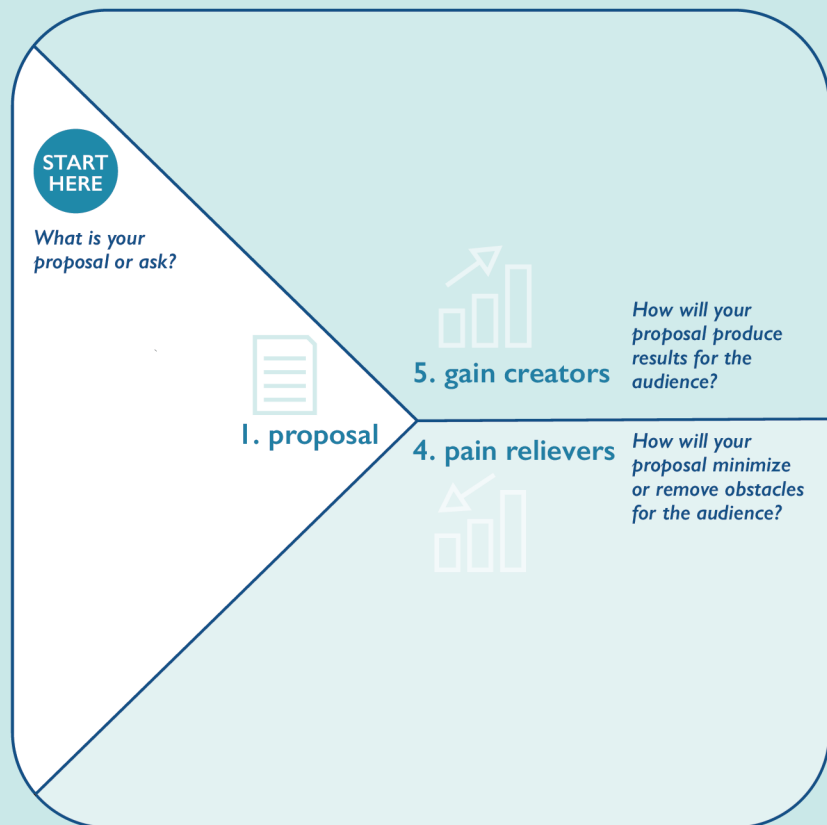 START
HERE
What is your
proposal or ask?
1. proposal
5. gain creators
How will your
proposal produce
results for the
audience?
4. pain relievers
How will your
proposal minimize
or remove obstacles
for the audience?